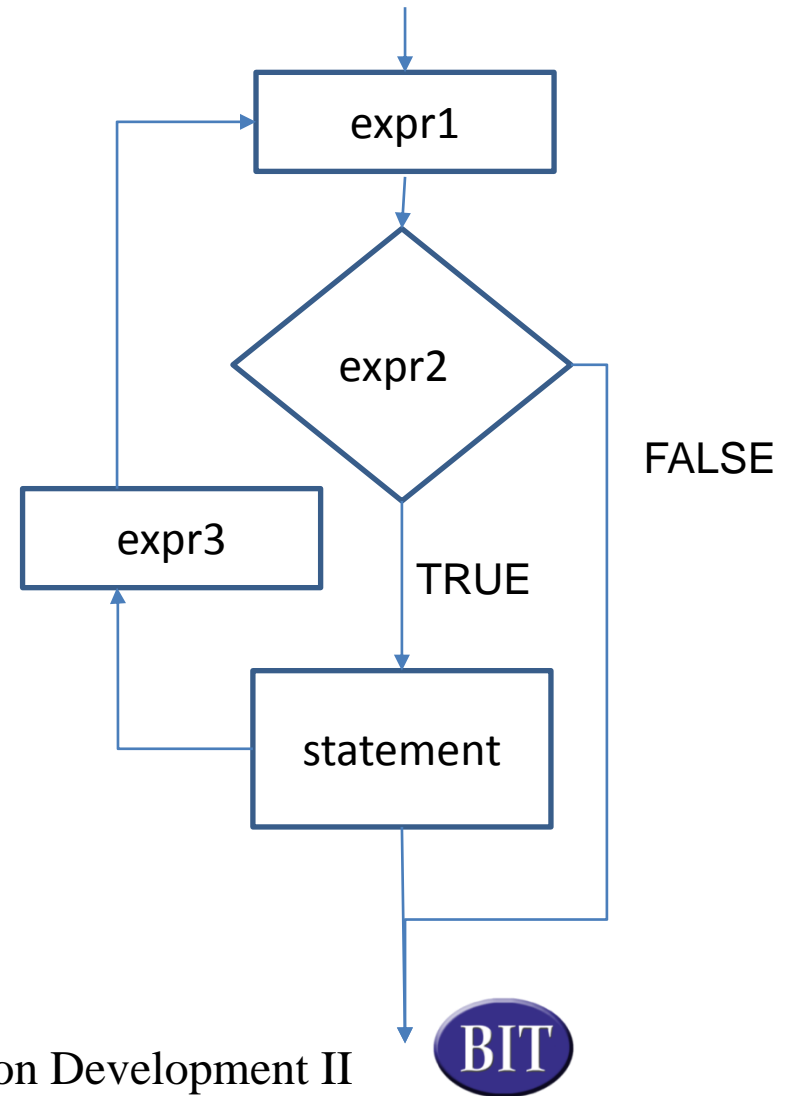 expr1
expr2
FALSE
expr3
TRUE
statement
on Development II
BIT